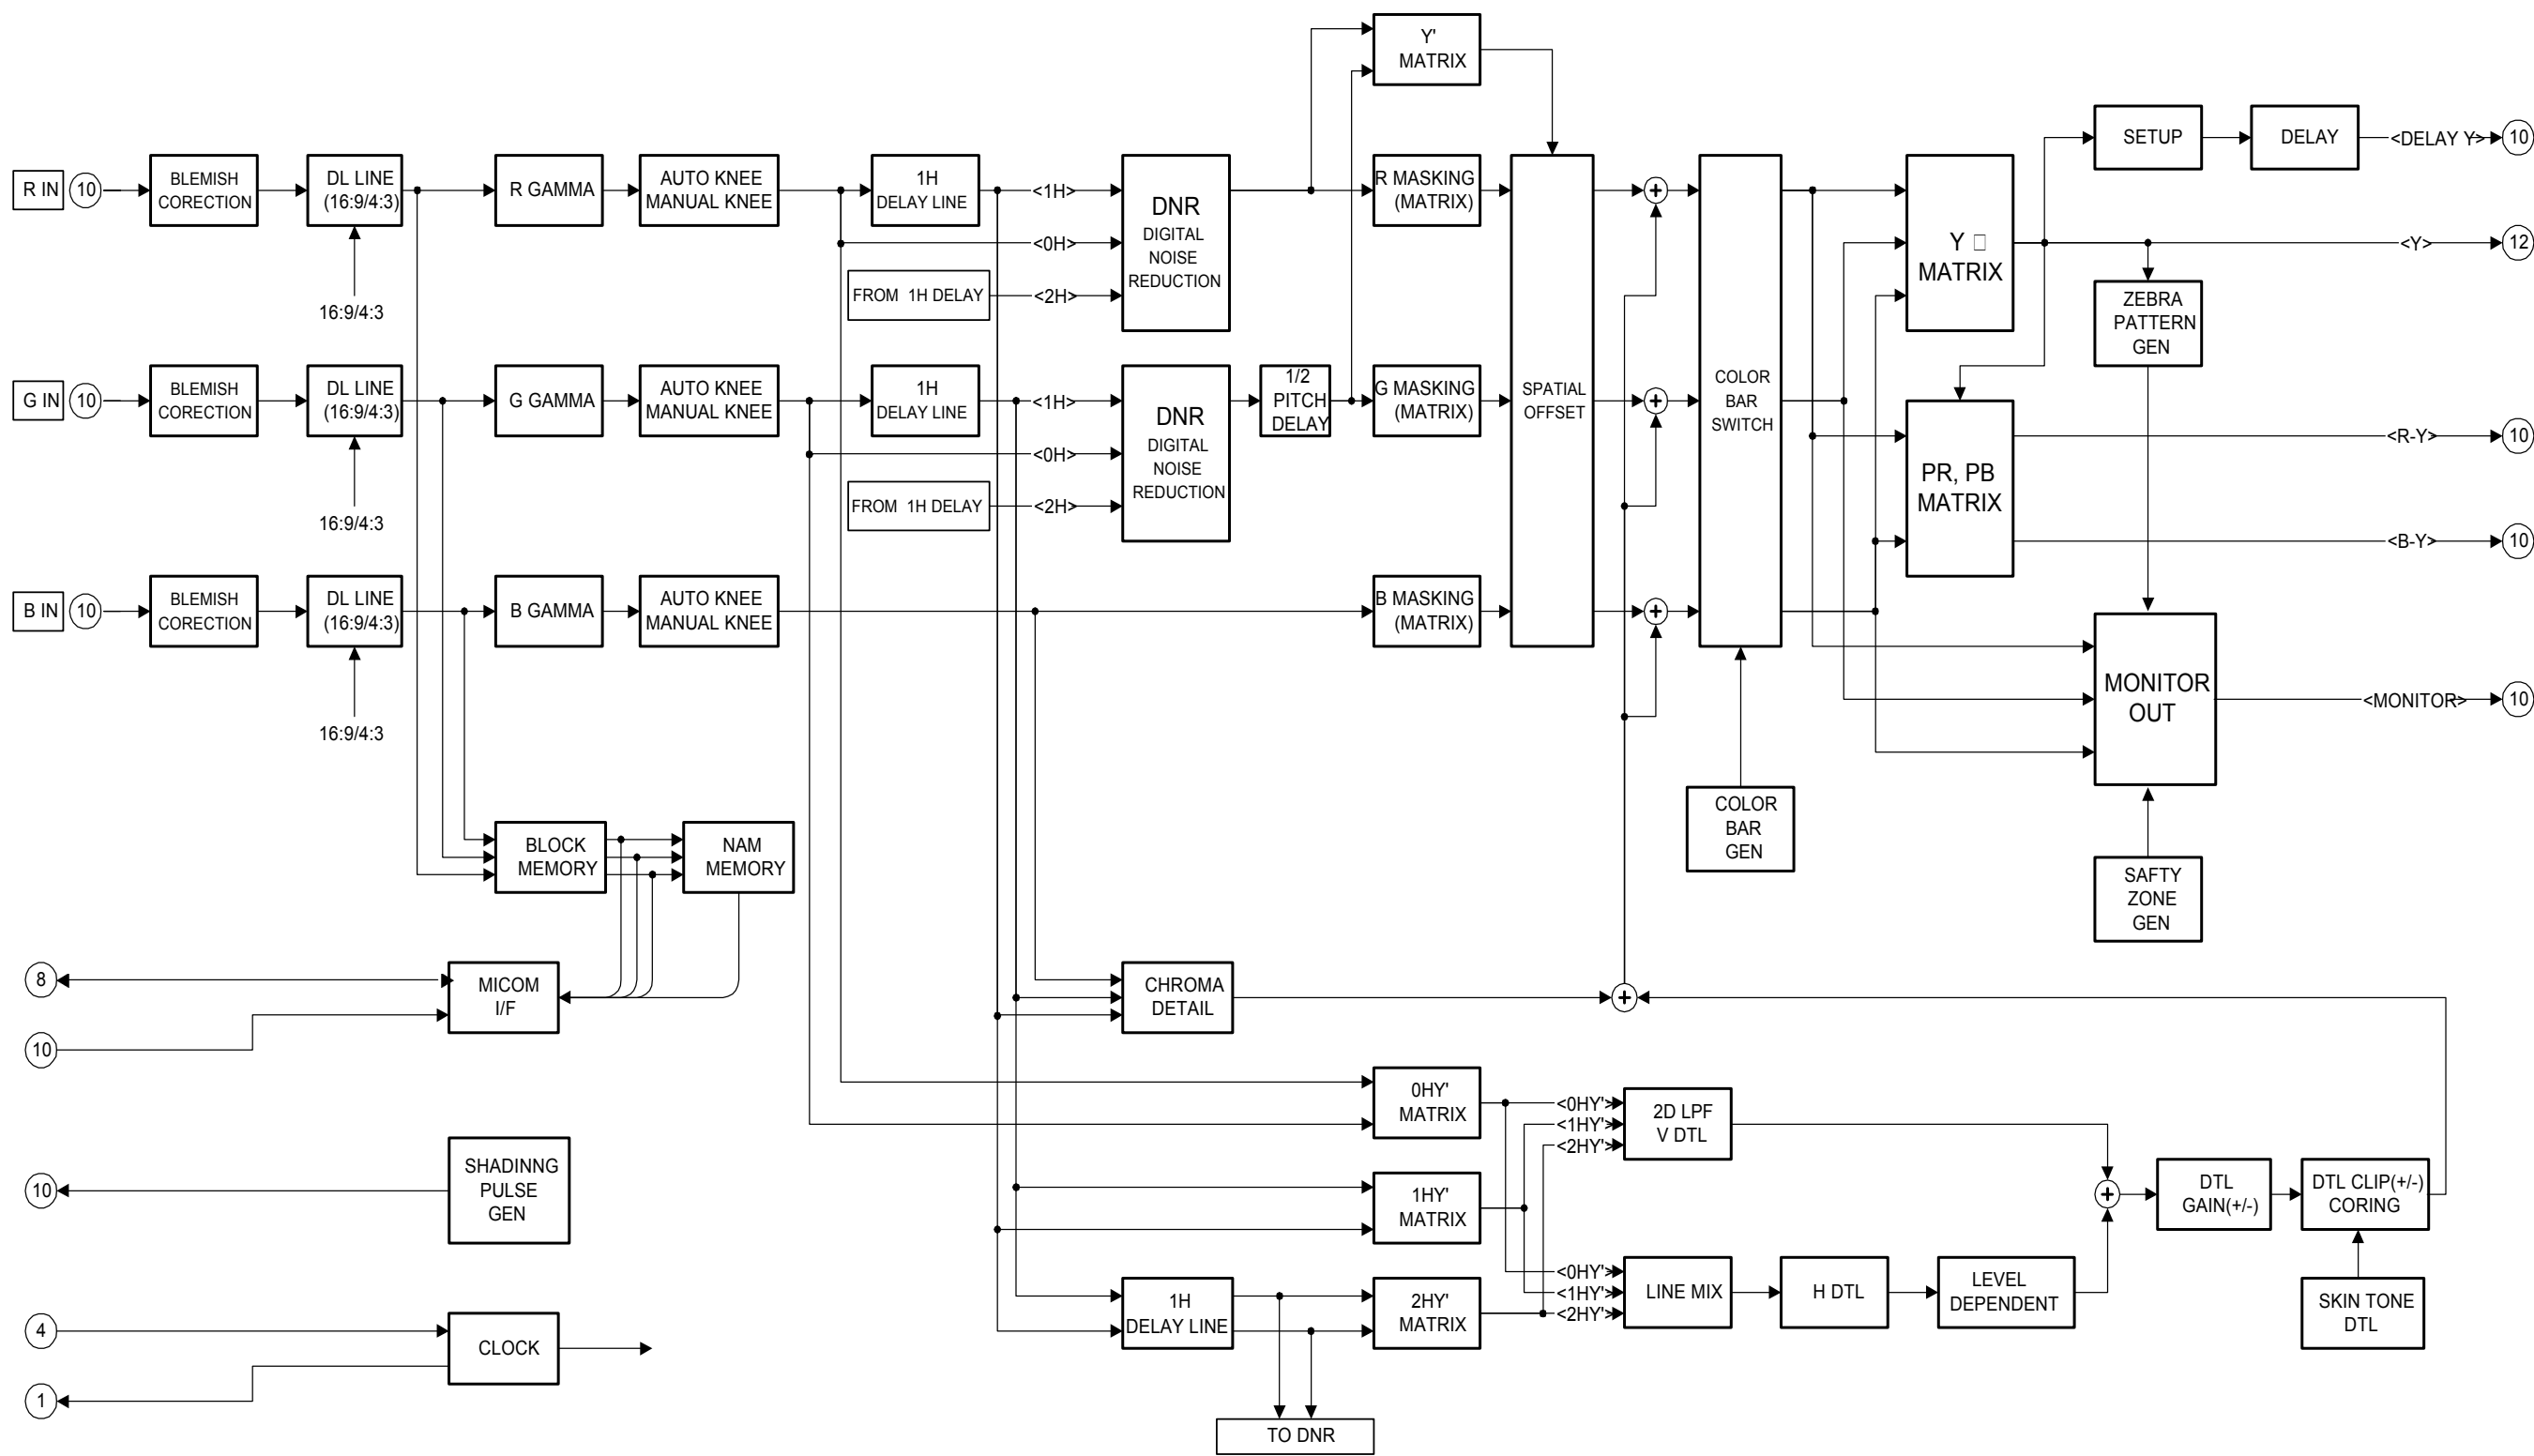 Y'
MATRIX
SETUP
DELAY
<DELAY Y>
10
R IN
10
BLEMISH
CORECTION
DL LINE
(16:9/4:3)
R GAMMA
AUTO KNEE
MANUAL KNEE
1H
DELAY LINE
<1H>
<0H>
FROM 1H DELAY
<2H>
DNR
DIGITAL
NOISE
REDUCTION
R MASKING
(MATRIX)
+
Y □
MATRIX
<Y>
12
16:9/4:3
ZEBRA
PATTERN
GEN
G IN
10
BLEMISH
CORECTION
DL LINE
(16:9/4:3)
G GAMMA
AUTO KNEE
MANUAL KNEE
1H
DELAY LINE
<1H>
<0H>
FROM 1H DELAY
<2H>
DNR
DIGITAL
NOISE
REDUCTION
1/2
PITCH
DELAY
G MASKING
(MATRIX)
SPATIAL
OFFSET
+
COLOR
BAR
SWITCH
PR, PB
MATRIX
<R-Y>
10
<B-Y>
10
16:9/4:3
B IN
10
BLEMISH
CORECTION
DL LINE
(16:9/4:3)
B GAMMA
AUTO KNEE
MANUAL KNEE
B MASKING
(MATRIX)
+
MONITOR
OUT
<MONITOR>
10
16:9/4:3
BLOCK
MEMORY
NAM
MEMORY
COLOR
BAR
GEN
SAFTY
ZONE
GEN
8
10
MICOM
I/F
CHROMA
DETAIL
+
0HY'
MATRIX
<0HY'>
<1HY'>
<2HY'>
2D LPF
V DTL
10
SHADINNG
PULSE
GEN
1HY'
MATRIX
+
DTL
GAIN(+/-)
DTL CLIP(+/-)
CORING
4
1
CLOCK
1H
DELAY LINE
2HY'
MATRIX
<0HY'>
<1HY'>
<2HY'>
LINE MIX
H DTL
LEVEL
DEPENDENT
SKIN TONE
DTL
TO DNR